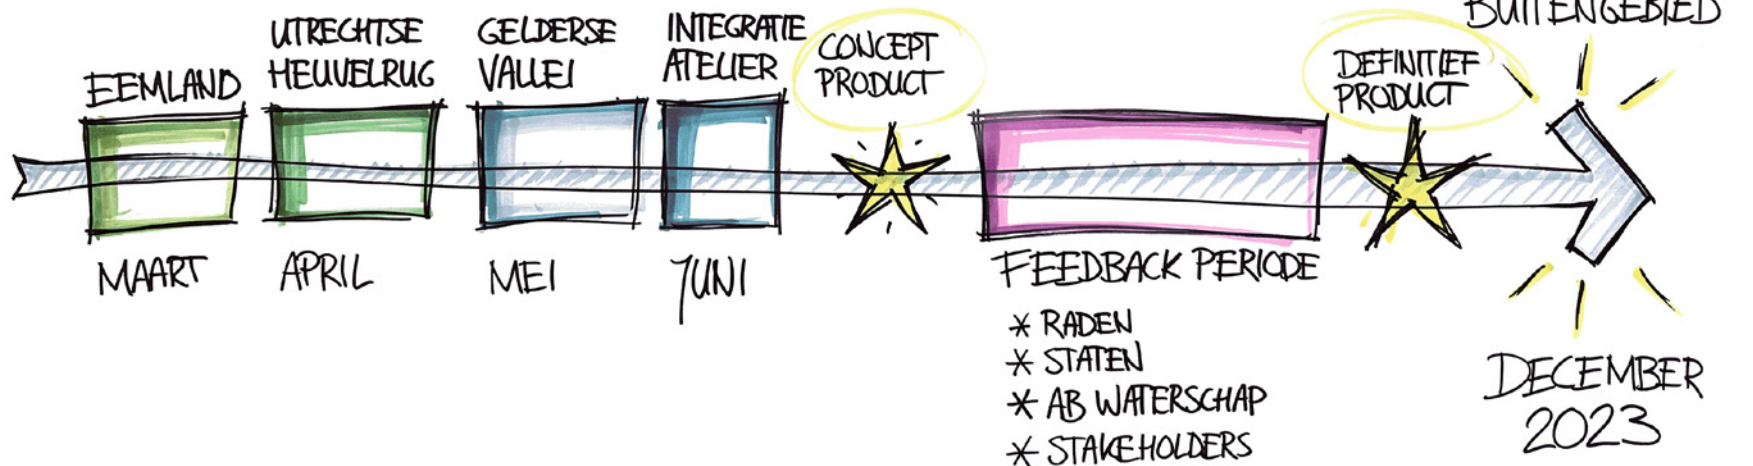 EEMLAND
UTRECHTSE
HEUVELRUG
GELDERSE
VALLEI
INTEGRATIE
ATELIER
CONCEPT
PRODUCT
DEFINITIEF
PRODUCT
BUITENGEBIED
MAART
APRIL
MEI
JUNI
FEEDBACK PERIODE
* RADEN
* STATEN
* AB WATERSCHAP
* STAKEHOLDERS
DECEMBER
2023